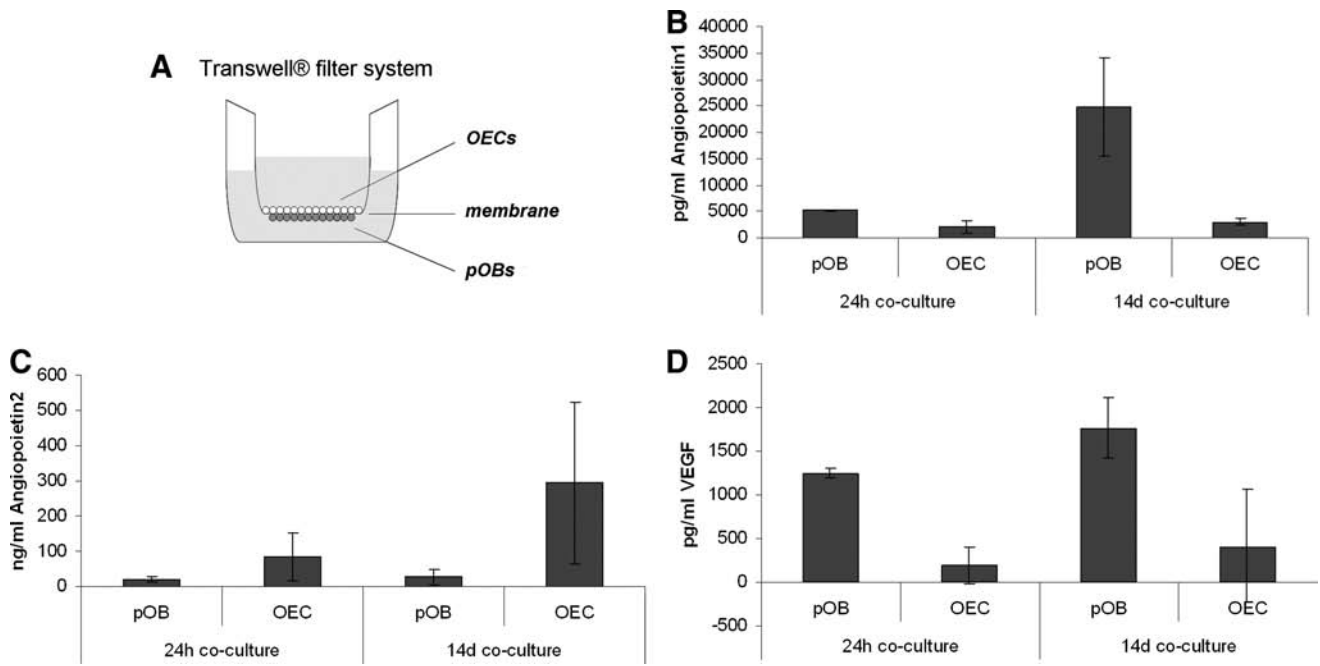 A Transwell® filter system
OECs
membrane
pOBs
B
pg/ml Angiopoietin1
40000
35000
30000
25000
20000
15000
10000
5000
0
pOB OEC pOB OEC
24h co-culture 14d co-culture
C
ng/ml Angiopoietin2
600
500
400
300
200
100
0
pOB OEC pOB OEC
24h co-culture 14d co-culture
D
pg/ml VEGF
2500
2000
1500
1000
500
0
-500
pOB OEC pOB OEC
24h co-culture 14d co-culture